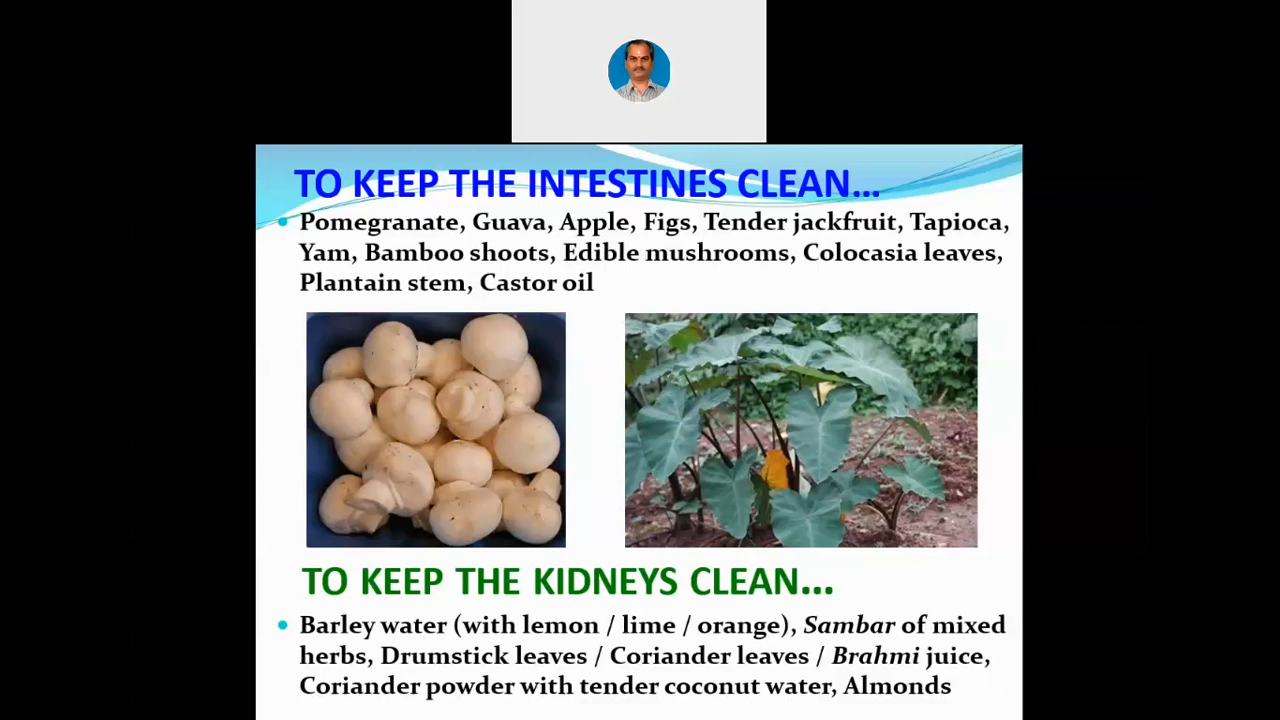 TO KEEP THE INTESTINES CLEAN...
Pomegranate, Guava, Apple, Figs, Tender jackfruit, Tapioca,
Yam, Bamboo shoots, Edible mushrooms, Colocasia leaves,
Plantain stem, Castor oil
TO KEEP THE KIDNEYS CLEAN...
Barley water (with lemon / lime / orange), Sambar of mixed
herbs, Drumstick leaves / Coriander leaves / Brahmi juice,
Coriander powder with tender coconut water, Almonds